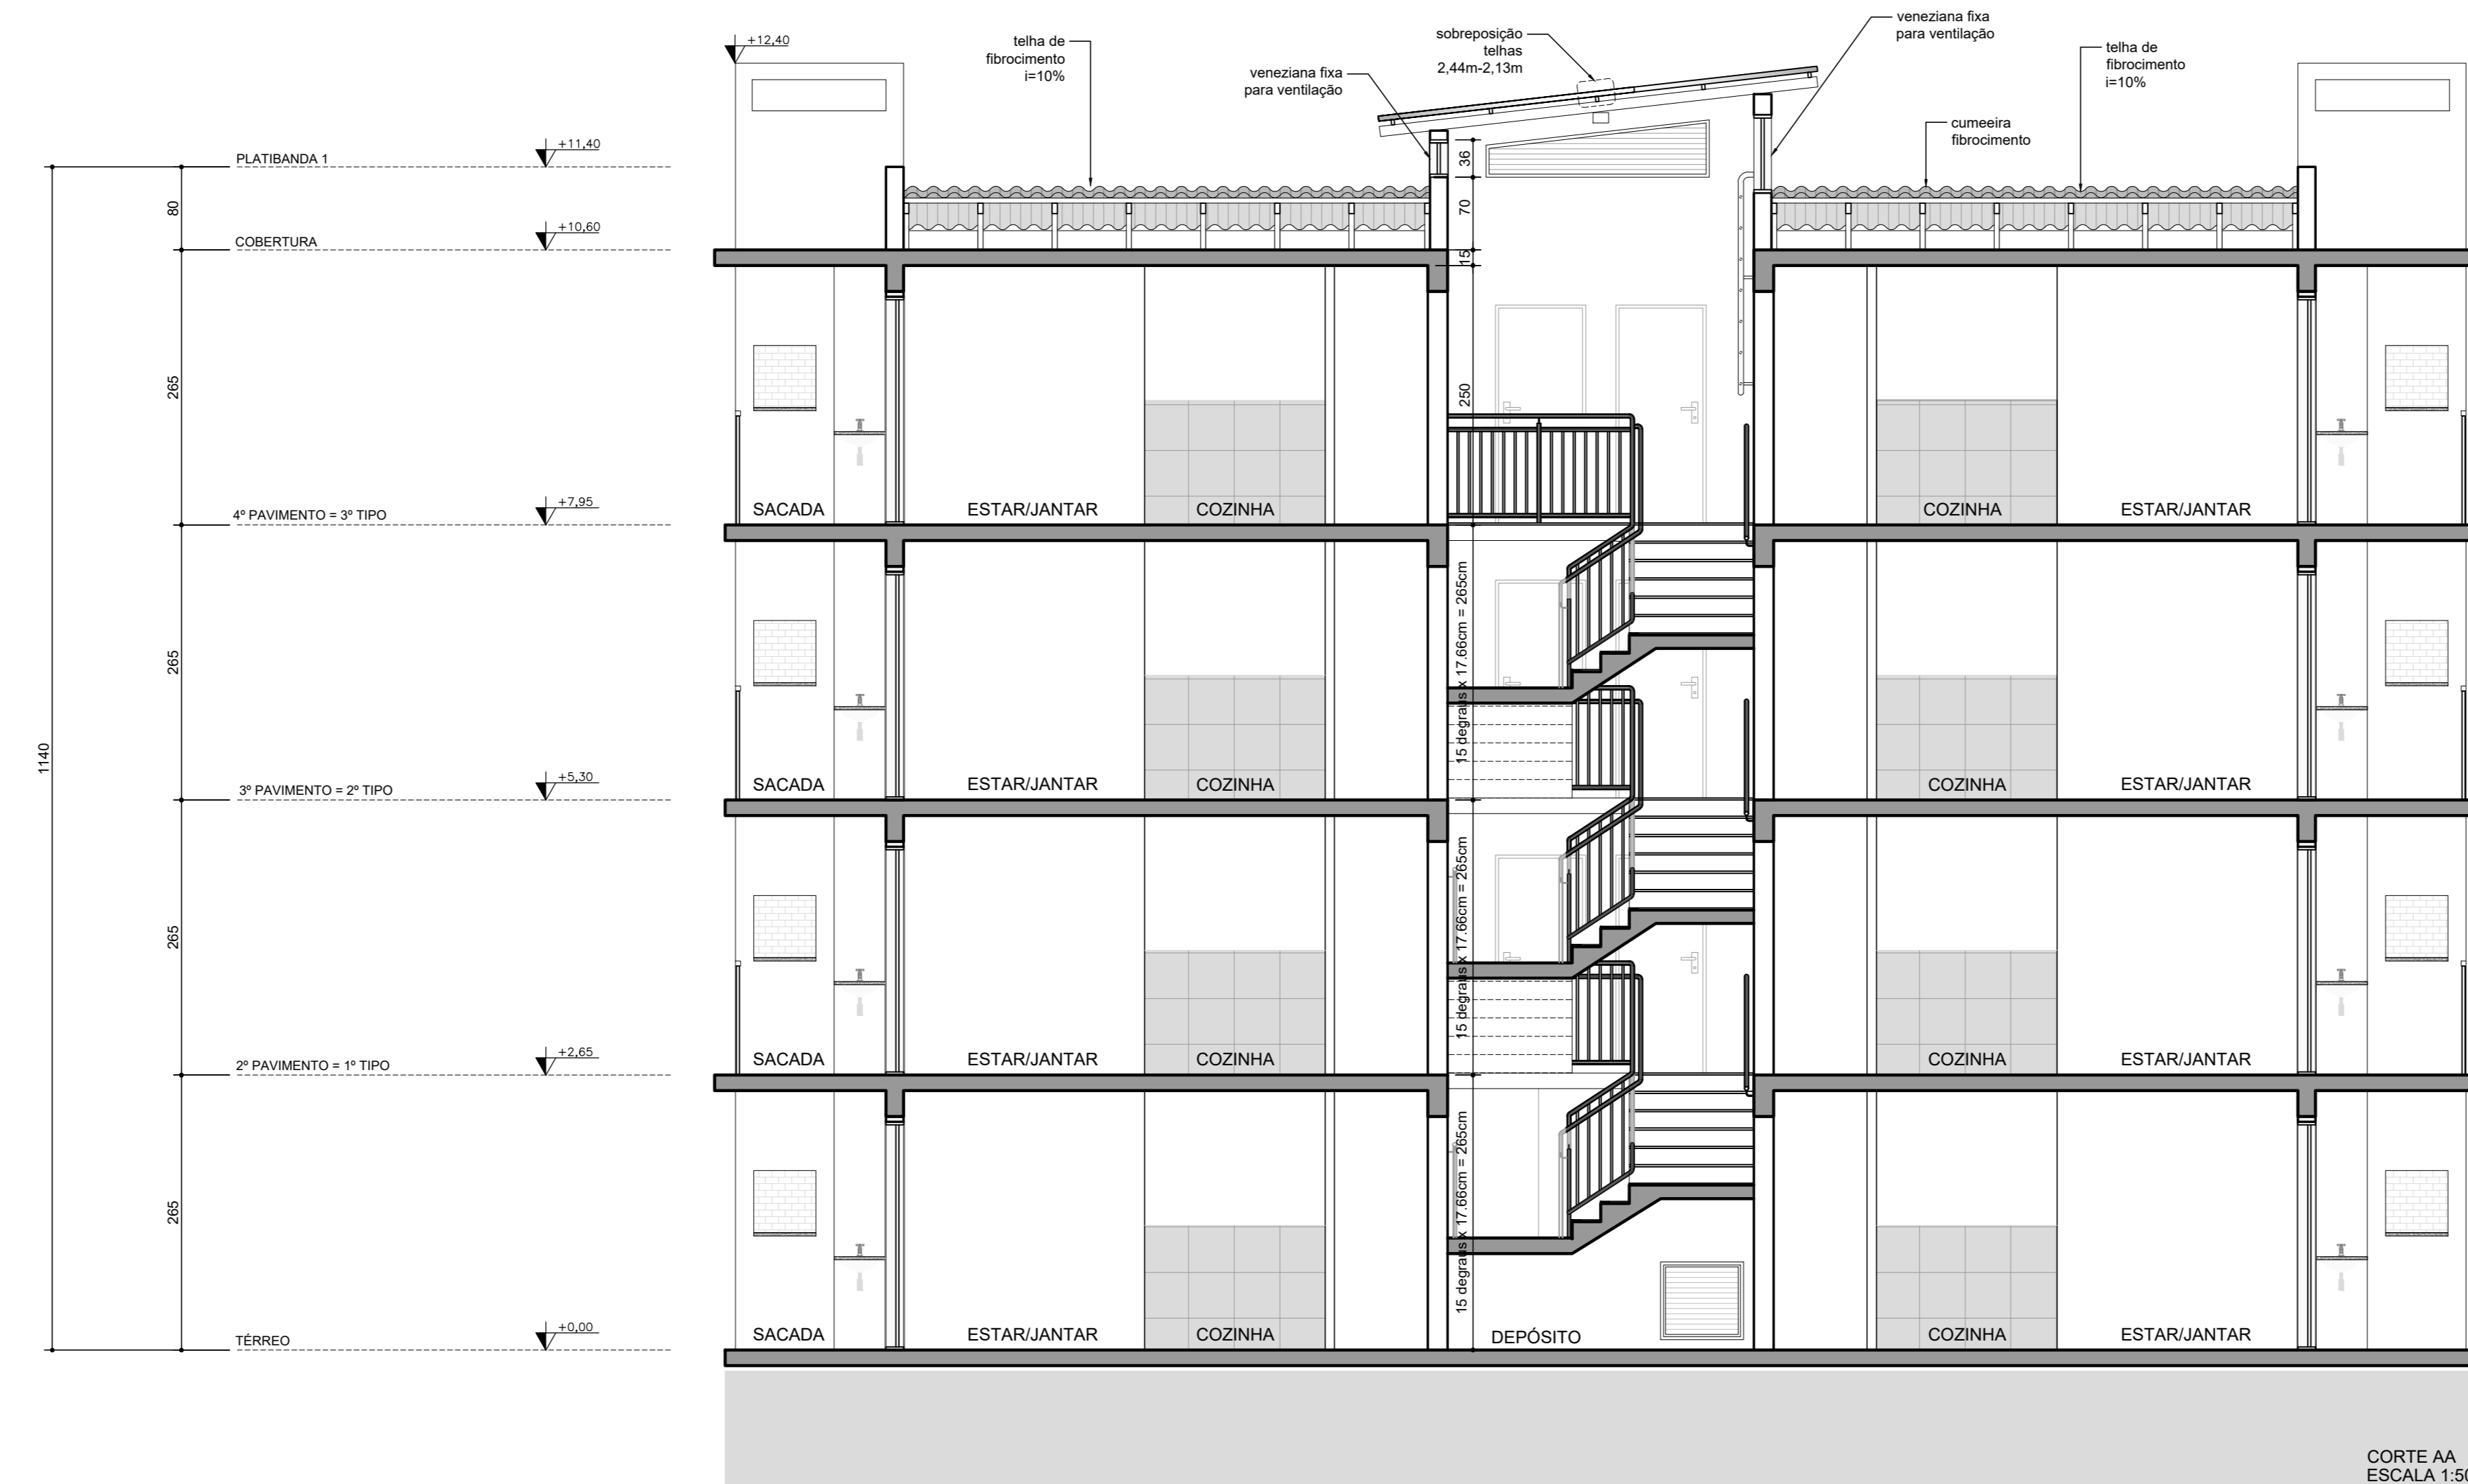 +12,40
telha de
fibrocimento
i=10%
veneziana fixa
para ventilação
sobreposição
telhas
2,44m-2,13m
veneziana fixa
para ventilação
telha de
fibrocimento
i=10%
cumeeira
fibrocimento
PLATIBANDA 1
+11,40
36
80
70
COBERTURA
+10,60
15
265
250
4º PAVIMENTO = 3º TIPO
+7,95
SACADA
ESTAR/JANTAR
COZINHA
COZINHA
ESTAR/JANTAR
265
15 degraus x 17.66cm = 265cm
1140
3º PAVIMENTO = 2º TIPO
+5,30
SACADA
ESTAR/JANTAR
COZINHA
COZINHA
ESTAR/JANTAR
265
15 degraus x 17.66cm = 265cm
2º PAVIMENTO = 1º TIPO
+2,65
SACADA
ESTAR/JANTAR
COZINHA
COZINHA
ESTAR/JANTAR
265
15 degraus x 17.66cm = 265cm
TÉRREO
+0,00
SACADA
ESTAR/JANTAR
COZINHA
DEPÓSITO
COZINHA
ESTAR/JANTAR
CORTE AA
ESCALA 1:50